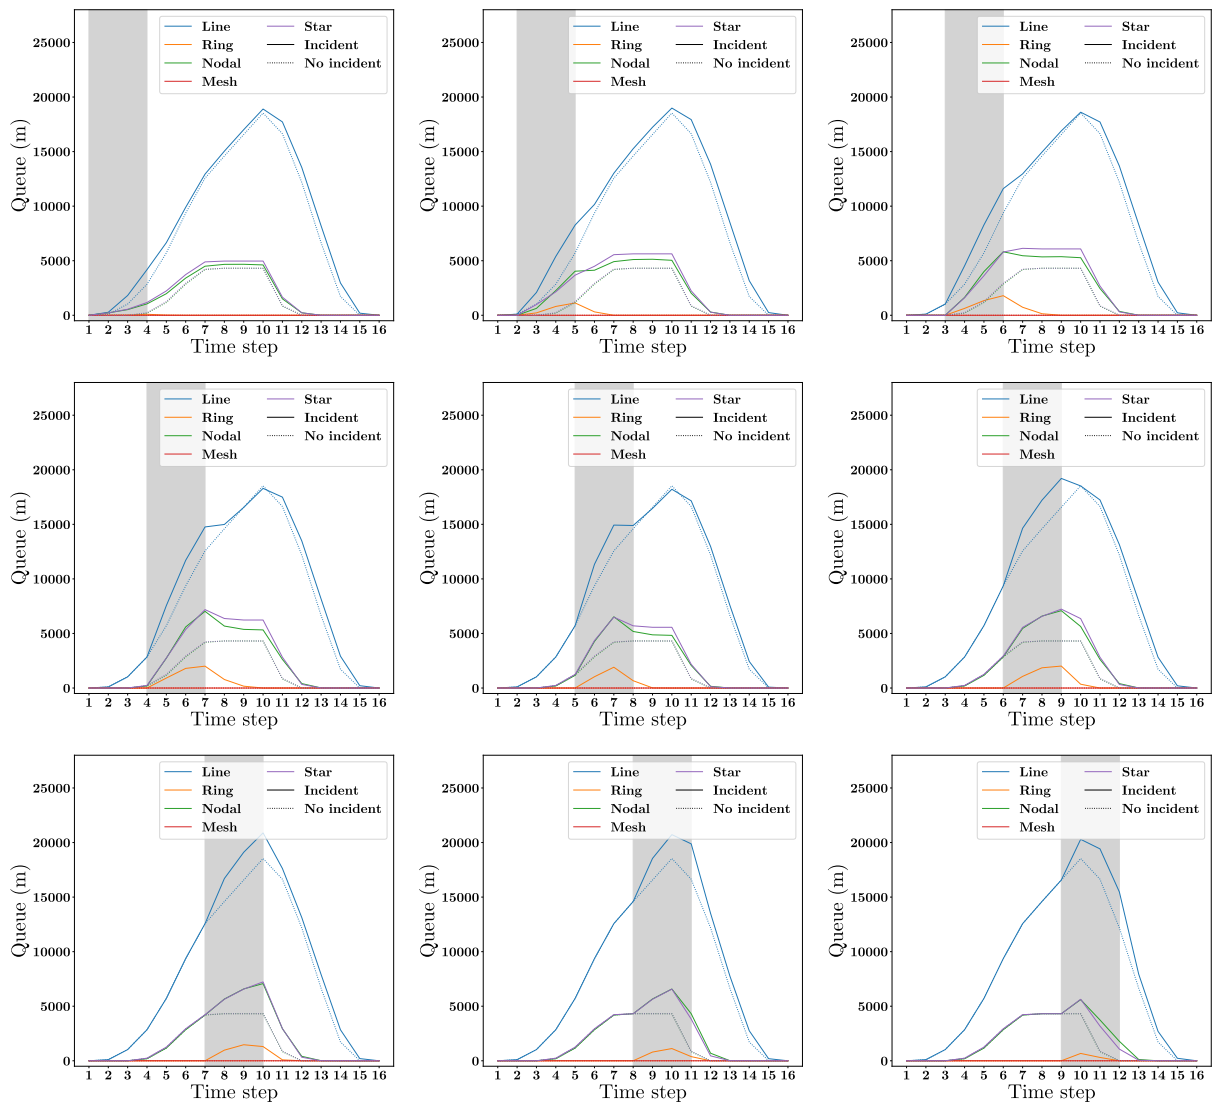 25000
20000
15000
10000
5000
0
Queue (m)
Line Star
Ring Incident
Nodal No incident
Mesh
1 2 3 4 5 6 7 8 9 10 11 12 13 14 15 16
Time step
25000
20000
15000
10000
5000
0
Queue (m)
Line Star
Ring Incident
Nodal No incident
Mesh
1 2 3 4 5 6 7 8 9 10 11 12 13 14 15 16
Time step
25000
20000
15000
10000
5000
0
Queue (m)
Line Star
Ring Incident
Nodal No incident
Mesh
1 2 3 4 5 6 7 8 9 10 11 12 13 14 15 16
Time step
25000
20000
15000
10000
5000
0
Queue (m)
Line Star
Ring Incident
Nodal No incident
Mesh
1 2 3 4 5 6 7 8 9 10 11 12 13 14 15 16
Time step
25000
20000
15000
10000
5000
0
Queue (m)
Line Star
Ring Incident
Nodal No incident
Mesh
1 2 3 4 5 6 7 8 9 10 11 12 13 14 15 16
Time step
25000
20000
15000
10000
5000
0
Queue (m)
Line Star
Ring Incident
Nodal No incident
Mesh
1 2 3 4 5 6 7 8 9 10 11 12 13 14 15 16
Time step
25000
20000
15000
10000
5000
0
Queue (m)
Line Star
Ring Incident
Nodal No incident
Mesh
1 2 3 4 5 6 7 8 9 10 11 12 13 14 15 16
Time step
25000
20000
15000
10000
5000
0
Queue (m)
Line Star
Ring Incident
Nodal No incident
Mesh
1 2 3 4 5 6 7 8 9 10 11 12 13 14 15 16
Time step
25000
20000
15000
10000
5000
0
Queue (m)
Line Star
Ring Incident
Nodal No incident
Mesh
1 2 3 4 5 6 7 8 9 10 11 12 13 14 15 16
Time step